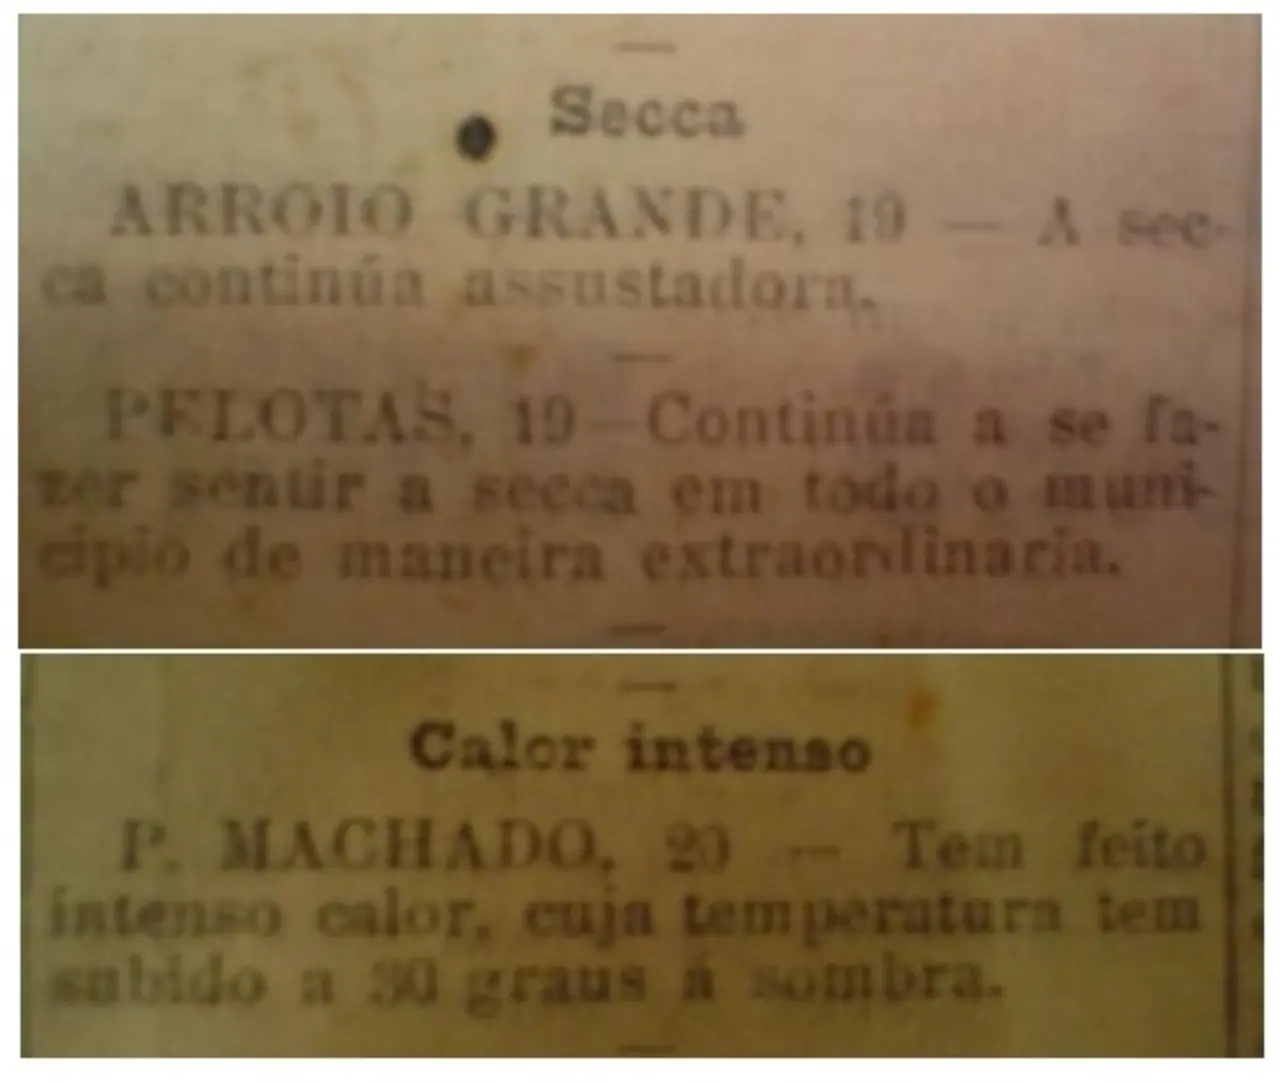 Secca
ARROIO GRANDE, 19 — A sec-
ca continúa assustadora.
PELOTAS, 19—Continúa a se fa-
zer sentir a secca em todo o muni-
cipio de maneira extraordinaria.
Calor intenso
P. MACHADO, 20 — Tem feito
intenso calor, cuja temperatura tem
subido a 30 graus á sombra.